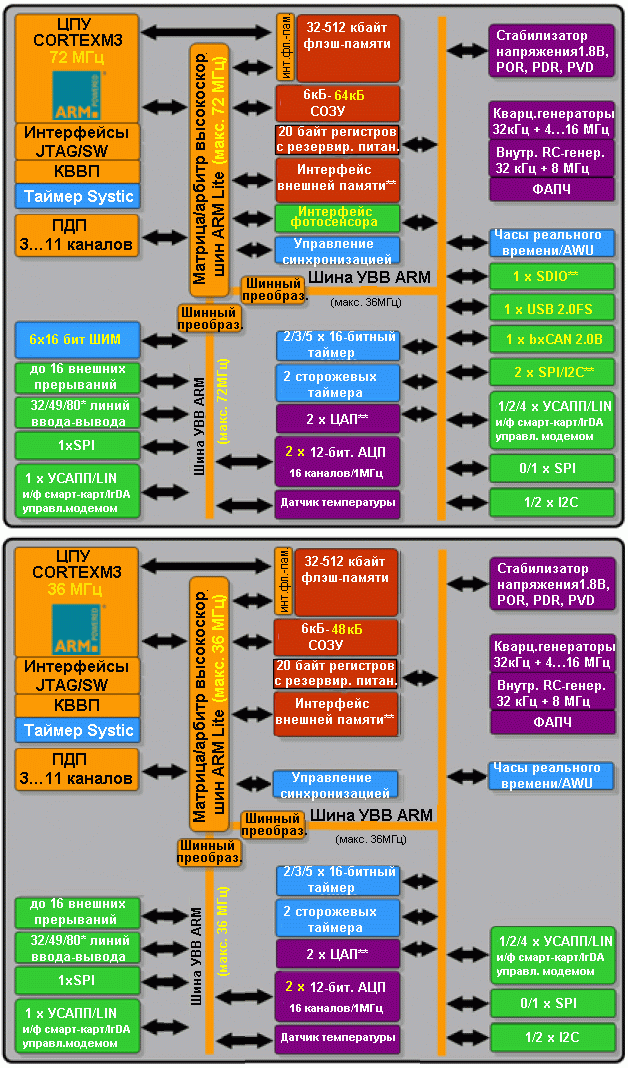 ЦПУ
CORTEXM3
72 МГц
ARM POWERED
Интерфейсы
JTAG/SW
КВВП
Таймер Systic
ПДП
3...11 каналов
6x16 бит ШИМ
до 16 внешних
прерываний
32/49/80* линий
ввода-вывода
1xSPI
1 x УСАПП/LIN
и/ф смарт-карт/IrDA
управл.модемом
Матрица/арбитр высокоскор.
шин ARM Lite (макс. 72 МГц)
инт.фл.-пам.
32-512 кбайт
флэш-памяти
6кБ-64кБ
СОЗУ
20 байт регистров
с резервир. питан.
Интерфейс
внешней памяти**
Интерфейс
фотосенсора
Управление
синхронизацией
Шинный
преобраз.
Шина УВВ ARM
(макс. 36МГц)
Шинный
преобраз.
Шина УВВ ARM
(макс. 72МГц)
2/3/5 x 16-битный
таймер
2 сторожевых
таймера
2 x ЦАП**
2 x 12-бит. АЦП
16 каналов/1МГц
Датчик температуры
Стабилизатор
напряжения1.8В,
POR, PDR, PVD
Кварц.генераторы
32кГц + 4...16 МГц
Внутр. RC-генер.
32 кГц + 8 МГц
ФАПЧ
Часы реального
времени/AWU
1 x SDIO**
1 x USB 2.0FS
1 x bxCAN 2.0B
2 x SPI/I2C**
1/2/4 x УСАПП/LIN
и/ф смарт-карт/IrDA
управл. модемом
0/1 x SPI
1/2 x I2C
ЦПУ
CORTEXM3
36 МГц
ARM POWERED
Интерфейсы
JTAG/SW
КВВП
Таймер Systic
ПДП
3...11 каналов
до 16 внешних
прерываний
32/49/80* линий
ввода-вывода
1xSPI
1 x УСАПП/LIN
и/ф смарт-карт/IrDA
управл.модемом
Матрица/арбитр высокоскор.
шин ARM Lite (макс. 36 МГц)
инт.фл.-пам.
32-512 кбайт
флэш-памяти
6кБ-48кБ
СОЗУ
20 байт регистров
с резервир. питан.
Интерфейс
внешней памяти**
Управление
синхронизацией
Шинный
преобраз.
Шина УВВ ARM
(макс. 36МГц)
Шинный
преобраз.
Шина УВВ ARM
(макс. 36 МГц)
2/3/5 x 16-битный
таймер
2 сторожевых
таймера
2 x ЦАП**
2 x 12-бит. АЦП
16 каналов/1МГц
Датчик температуры
Стабилизатор
напряжения1.8В,
POR, PDR, PVD
Кварц.генераторы
32кГц + 4...16 МГц
Внутр. RC-генер.
32 кГц + 8 МГц
ФАПЧ
Часы реального
времени/AWU
1/2/4 x УСАПП/LIN
и/ф смарт-карт/IrDA
управл. модемом
0/1 x SPI
1/2 x I2C